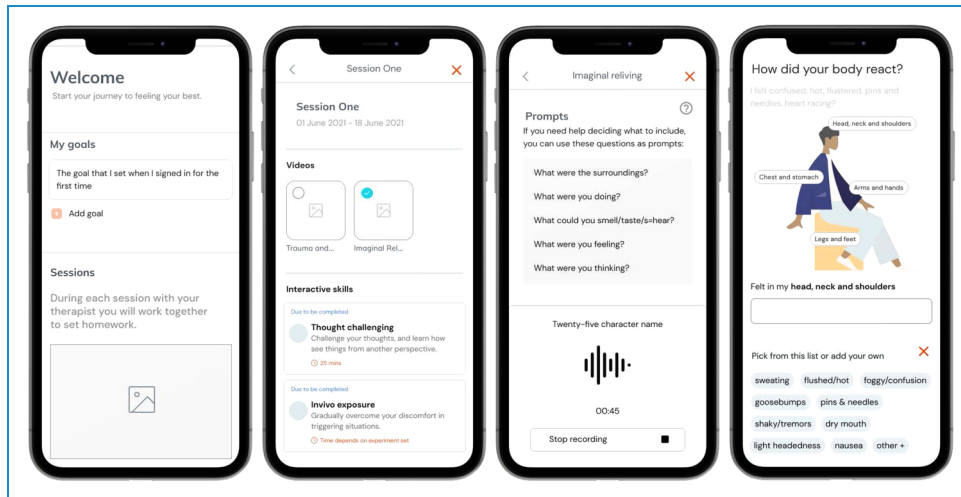 Welcome
Start your journey to feeling your best.
My goals
The goal that I set when I signed in for the
first time
+ Add goal
Sessions
During each session with your
therapist you will work together
to set homework.
Session One
Session One
01 June 2021 – 18 June 2021
Videos
Trauma and...
Imaginal Rel...
Interactive skills
Due to be completed
Thought challenging
Challenge your thoughts, and learn how
see things from another perspective.
25 mins
Due to be completed
Invivo exposure
Gradually overcome your discomfort in
triggering situations.
Time depends on experiment set
Imaginal reliving
?
Prompts
If you need help deciding what to include,
you can use these questions as prompts:
What were the surroundings?
What were you doing?
What could you smell/taste/s=hear?
What were you feeling?
What were you thinking?
Twenty-five character name
00:45
Stop recording
How did your body react?
I felt confused, hot, flustered, pins and
needles, heart racing?
Head, neck and shoulders
Chest and stomach
Arms and hands
Legs and feet
Felt in my head, neck and shoulders
Pick from this list or add your own
sweating flushed/hot foggy/confusion
goosebumps pins & needles
shaky/tremors dry mouth
light headedness nausea other +